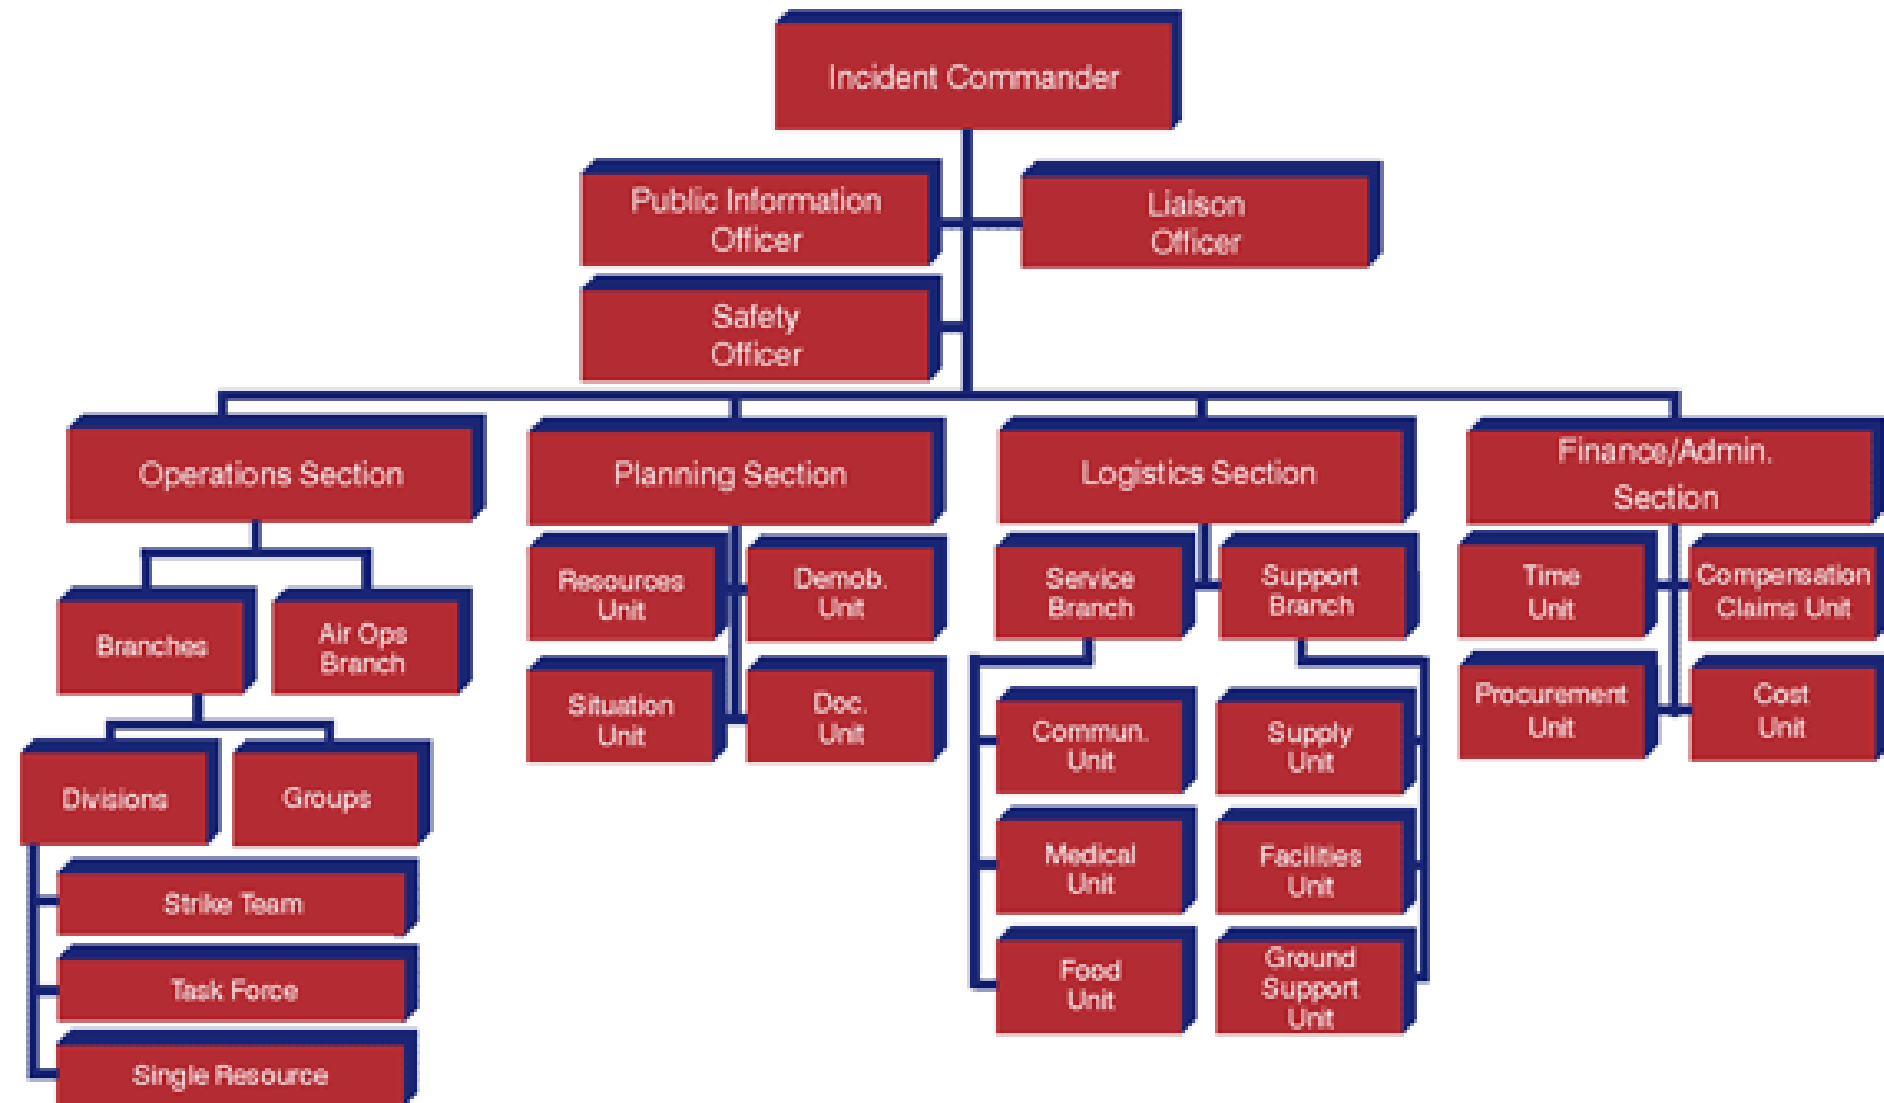 Incident Commander
Public Information
Officer
Liaison
Officer
Safety
Officer
Operations Section
Planning Section
Logistics Section
Finance/Admin.
Section
Branches
Air Ops
Branch
Divisions
Groups
Strike Team
Task Force
Single Resource
Resources
Unit
Demob.
Unit
Situation
Unit
Doc.
Unit
Service
Branch
Support
Branch
Commun.
Unit
Supply
Unit
Medical
Unit
Facilities
Unit
Food
Unit
Ground
Support
Unit
Time
Unit
Compensation
Claims Unit
Procurement
Unit
Cost
Unit